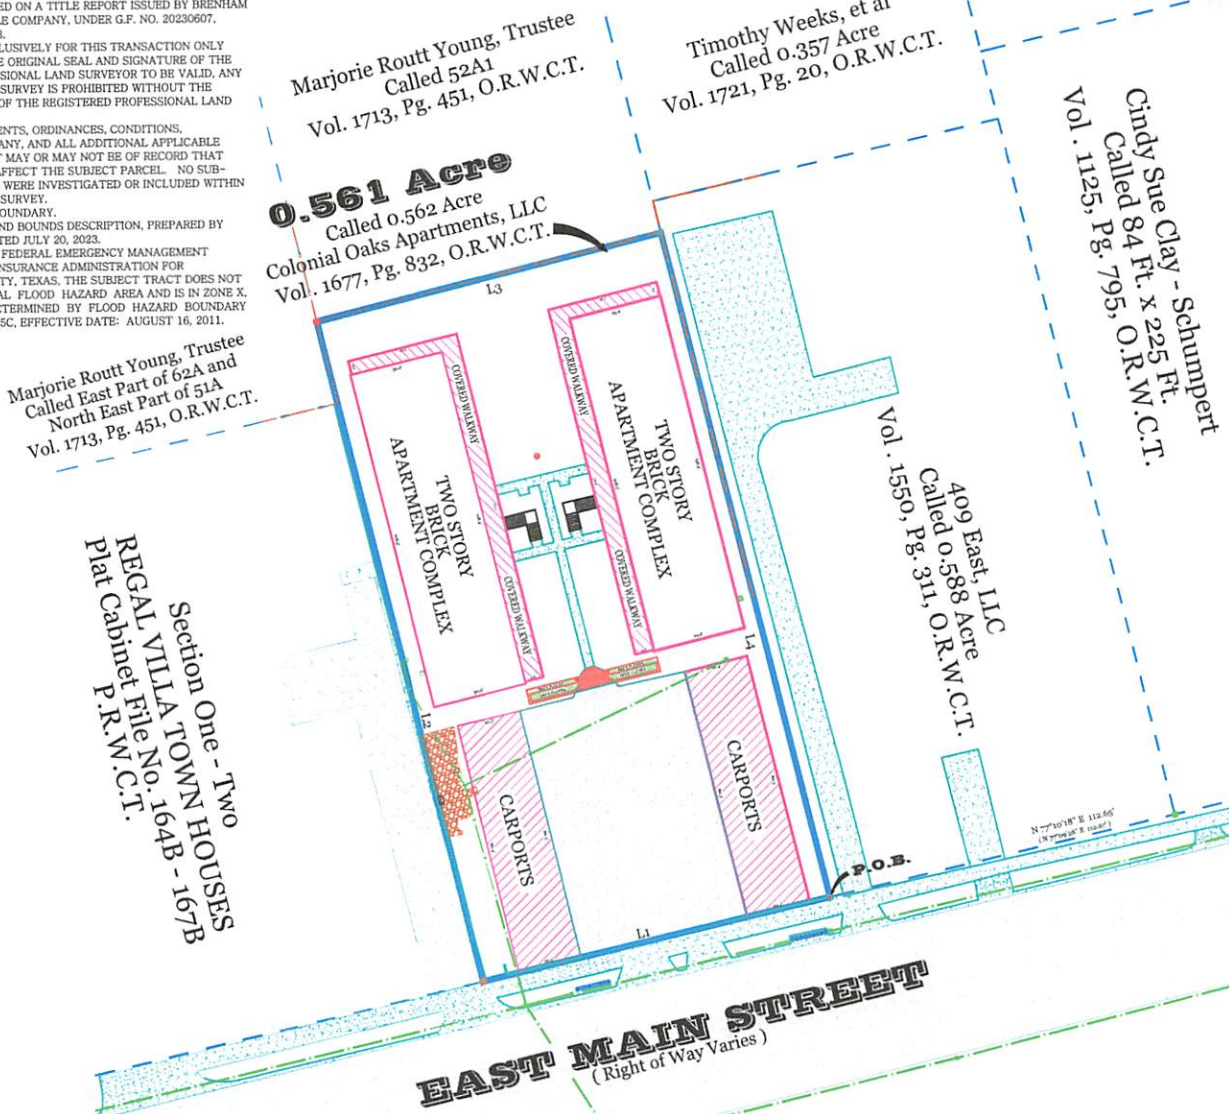 ED ON A TITLE REPORT ISSUED BY BRENHAM
LE COMPANY, UNDER G.F. NO. 20230607,
3.
LUSIVELY FOR THIS TRANSACTION ONLY
E ORIGINAL SEAL AND SIGNATURE OF THE
SIONAL LAND SURVEYOR TO BE VALID, ANY
SURVEY IS PROHIBITED WITHOUT THE
OF THE REGISTERED PROFESSIONAL LAND
ENTS, ORDINANCES, CONDITIONS,
ANY, AND ALL ADDITIONAL APPLICABLE
T MAY OR MAY NOT BE OF RECORD THAT
AFFECT THE SUBJECT PARCEL. NO SUB-
WERE INVESTIGATED OR INCLUDED WITHIN
SURVEY.
OUNDARY.
ND BOUNDS DESCRIPTION, PREPARED BY
TED JULY 20, 2023.
FEDERAL EMERGENCY MANAGEMENT
NSURANCE ADMINISTRATION FOR
TY, TEXAS, THE SUBJECT TRACT DOES NOT
AL FLOOD HAZARD AREA AND IS IN ZONE X,
ETERMINED BY FLOOD HAZARD BOUNDARY
5C, EFFECTIVE DATE: AUGUST 16, 2011.
Marjorie Routt Young, Trustee
Called 52A1
Vol. 1713, Pg. 451, O.R.W.C.T.
Timothy Weeks, et al
Called 0.357 Acre
Vol. 1721, Pg. 20, O.R.W.C.T.
Cindy Sue Clay - Schumpert
Called 84 Ft. x 225 Ft.
Vol . 1125, Pg. 795, O.R.W.C.T.
0.561 Acre
Called 0.562 Acre
Colonial Oaks Apartments, LLC
Vol . 1677, Pg. 832, O.R.W.C.T.
L3
Marjorie Routt Young, Trustee
Called East Part of 62A and
North East Part of 51A
Vol. 1713, Pg. 451, O.R.W.C.T.
COVERED WALKWAY
COVERED WALKWAY
TWO STORY
BRICK
APARTMENT COMPLEX
TWO STORY
BRICK
APARTMENT COMPLEX
COVERED WALKWAY
COVERED WALKWAY
409 East, LLC
Called 0.588 Acre
Vol . 1550, Pg. 311, O.R.W.C.T.
Section One - Two
REGAL VILLA TOWN HOUSES
Plat Cabinet File No. 164B - 167B
P.R.W.C.T.
L4
L2
CARPORTS
CARPORTS
N 77°10'18" E 112.65'
P.O.B.
L1
EAST MAIN STREET
( Right of Way Varies )